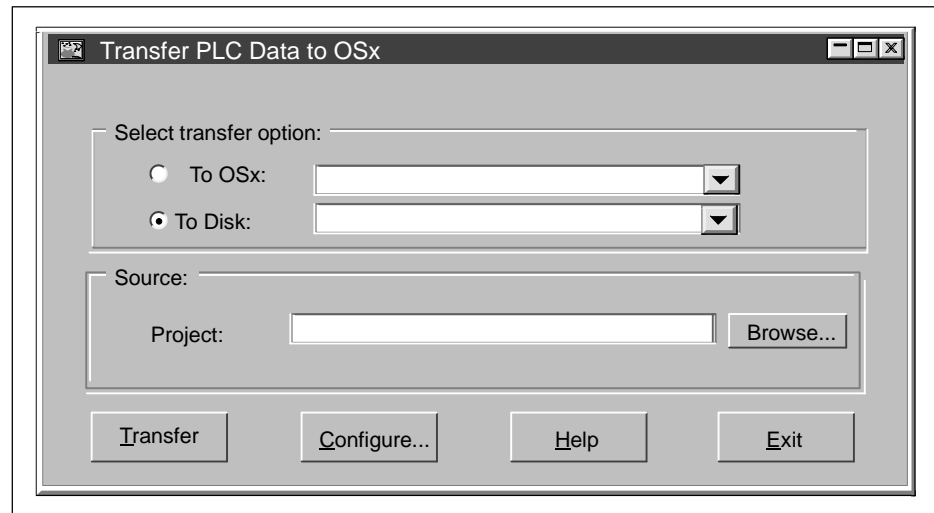 Transfer PLC Data to OSx
Select transfer option:
To OSx:
To Disk:
Source:
Project:
Browse...
Transfer
Configure...
Help
Exit